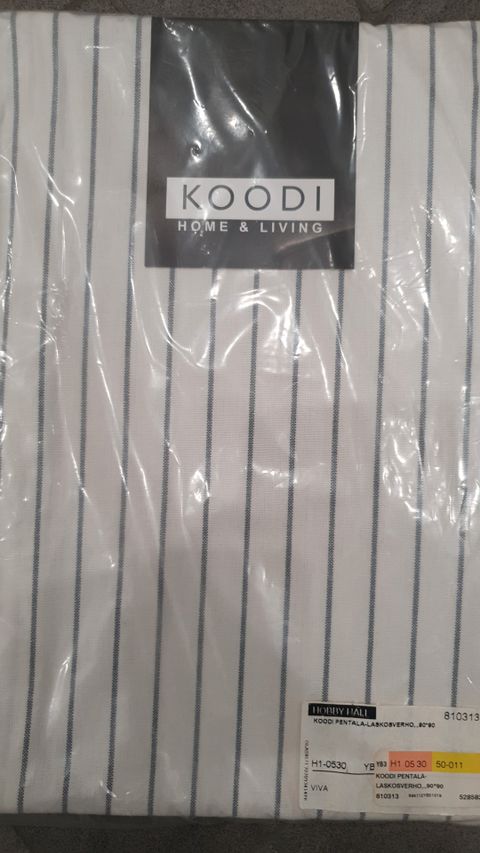 KOODI
HOME & LIVING
HOBBY HALL 810313
KOODI PENTALA-LASKOSVERHO,,,90*90
H1-0530 YB YB3 H1 05 30 50-011
KOODI PENTALA-
VIVA LASKOSVERHO,,,90*90
810313